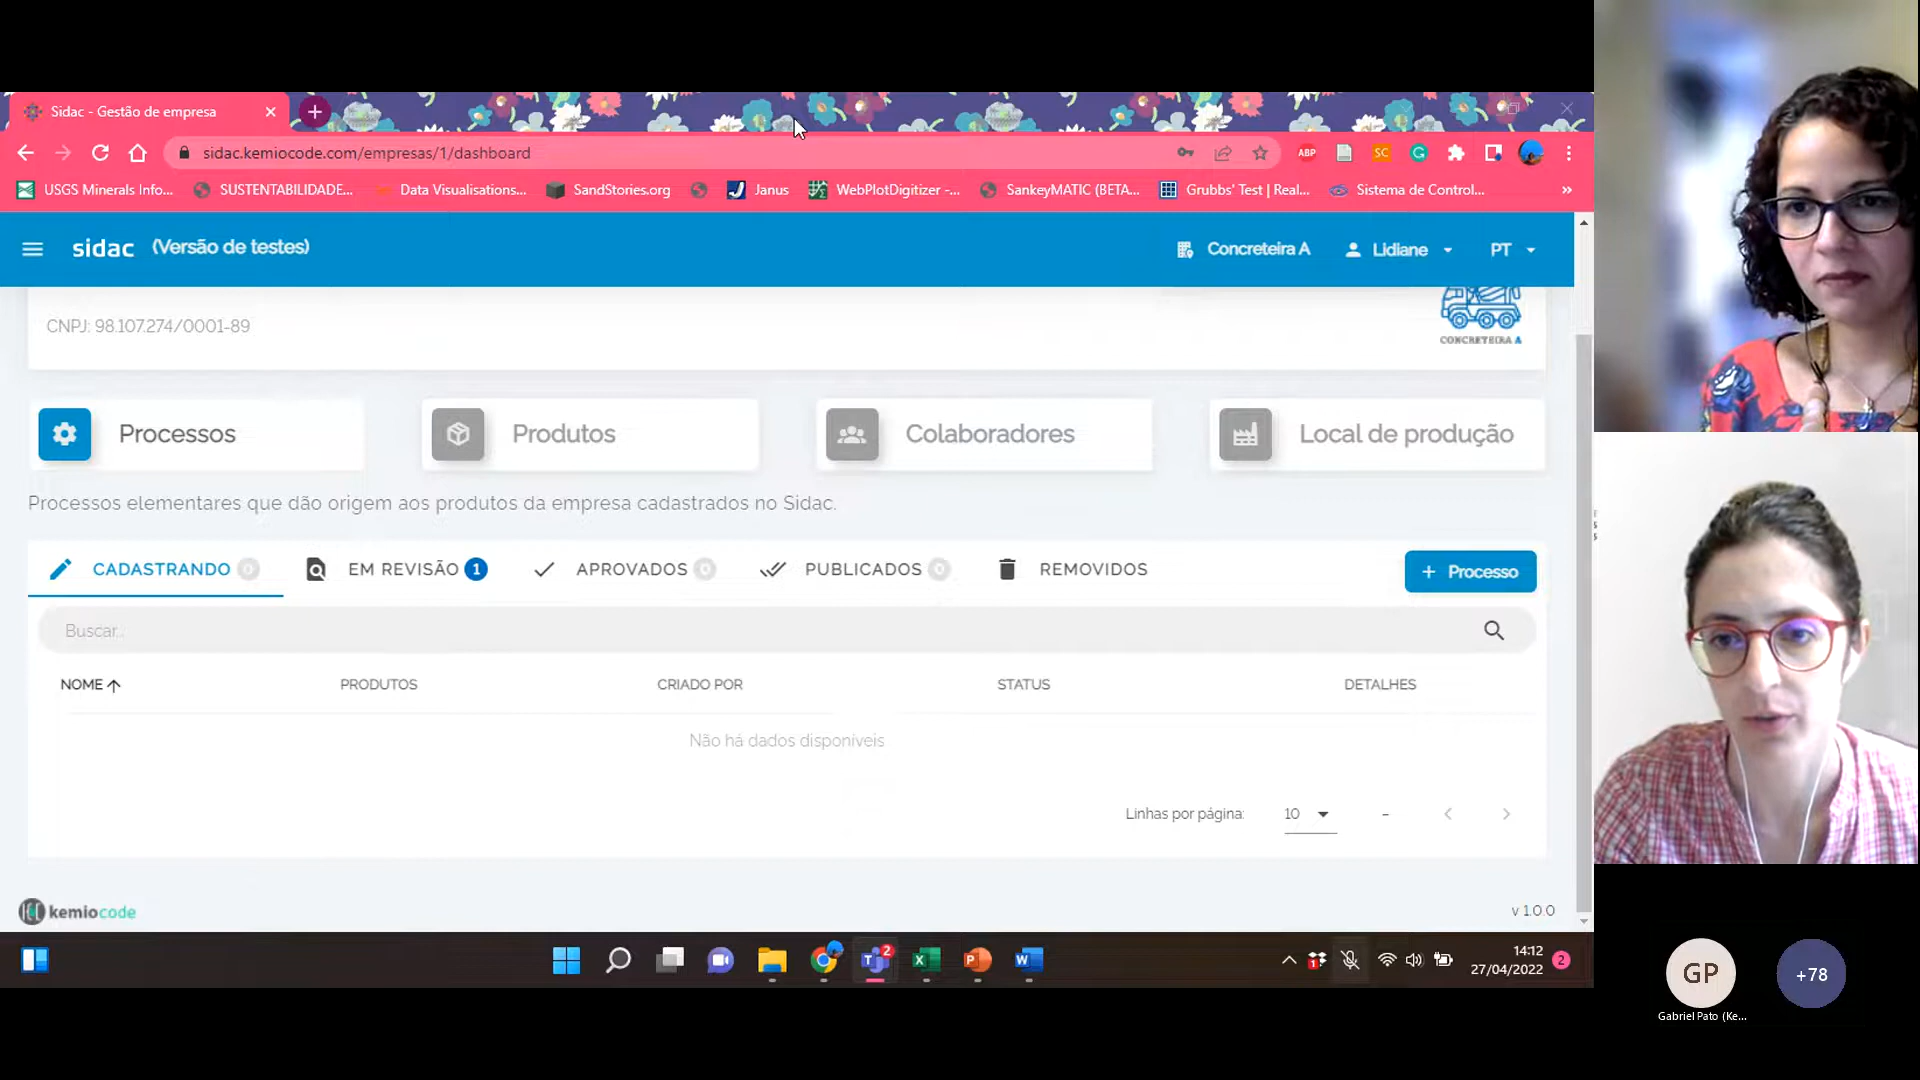 Sidac - Gestão de empresa
sidac.kemiocode.com/empresas/1/dashboard
ABP
SC
USGS Minerals Info...
SUSTENTABILIDADE...
Data Visualisations...
SandStories.org
Janus
WebPlotDigitizer -...
SankeyMATIC (BETA...
Grubbs' Test | Real...
Sistema de Control...
»
sidac (Versão de testes)
Concreteira A
Lidiane
PT
CNPJ: 98.107.274/0001-89
CONCRETEIRA A
Processos
Produtos
Colaboradores
Local de produção
Processos elementares que dão origem aos produtos da empresa cadastrados no Sidac.
CADASTRANDO 0
EM REVISÃO 1
APROVADOS 0
PUBLICADOS 0
REMOVIDOS
+ Processo
Buscar...
NOME
PRODUTOS
CRIADO POR
STATUS
DETALHES
Não há dados disponíveis
Linhas por página:
10
–
kemiocode
v 1.0.0
14:12
27/04/2022
2
GP
+78
Gabriel Pato (Ke...